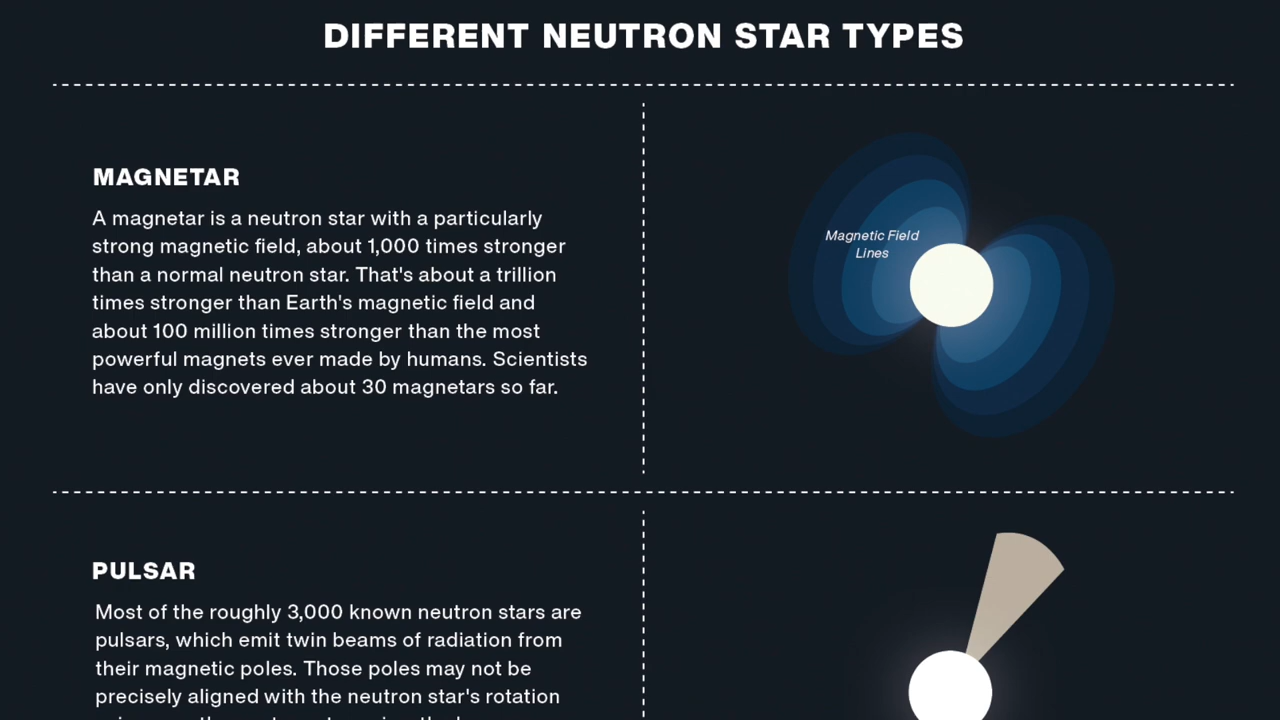 DIFFERENT NEUTRON STAR TYPES
MAGNETAR
A magnetar is a neutron star with a particularly
strong magnetic field, about 1,000 times stronger
than a normal neutron star. That's about a trillion
times stronger than Earth's magnetic field and
about 100 million times stronger than the most
powerful magnets ever made by humans. Scientists
have only discovered about 30 magnetars so far.
Magnetic Field
Lines
PULSAR
Most of the roughly 3,000 known neutron stars are
pulsars, which emit twin beams of radiation from
their magnetic poles. Those poles may not be
precisely aligned with the neutron star's rotation